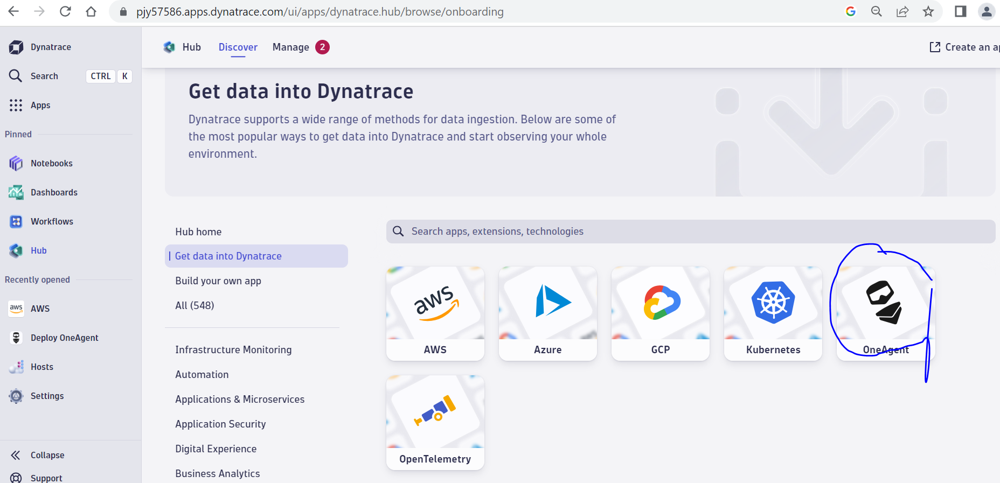 pjy57586.apps.dynatrace.com/ui/apps/dynatrace.hub/browse/onboarding
Dynatrace
Search CTRL K
Apps
Pinned
Notebooks
Dashboards
Workflows
Hub
Recently opened
aws AWS
Deploy OneAgent
Hosts
Settings
Collapse
Support
Hub Discover Manage 2
Create an ap
Get data into Dynatrace
Dynatrace supports a wide range of methods for data ingestion. Below are some of
the most popular ways to get data into Dynatrace and start observing your whole
environment.
Hub home
Get data into Dynatrace
Build your own app
All (548)
Infrastructure Monitoring
Automation
Applications & Microservices
Application Security
Digital Experience
Business Analytics
Search apps, extensions, technologies
aws
AWS Azure GCP Kubernetes OneAgent
OpenTelemetry